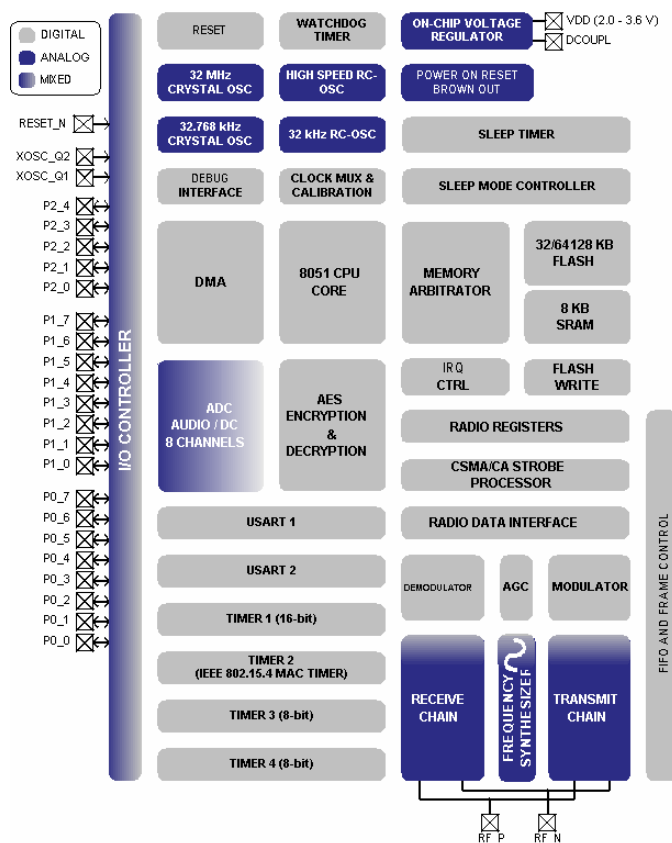 DIGITAL
ANALOG
MIXED
RESET
WATCHDOG
TIMER
ON-CHIP VOLTAGE
REGULATOR
VDD (2.0 - 3.6 V)
DCOUPL
32 MHz
CRYSTAL OSC
HIGH SPEED RC-
OSC
POWER ON RESET
BROWN OUT
32.768 kHz
CRYSTAL OSC
32 kHz RC-OSC
SLEEP TIMER
DEBUG
INTERFACE
CLOCK MUX &
CALIBRATION
SLEEP MODE CONTROLLER
RESET_N
XOSC_Q2
XOSC_Q1
P2_4
P2_3
P2_2
P2_1
P2_0
P1_7
P1_6
P1_5
P1_4
P1_3
P1_2
P1_1
P1_0
P0_7
P0_6
P0_5
P0_4
P0_3
P0_2
P0_1
P0_0
I/O CONTROLLER
DMA
8051 CPU
CORE
MEMORY
ARBITRATOR
32/64128 KB
FLASH
8 KB
SRAM
ADC
AUDIO / DC
8 CHANNELS
AES
ENCRYPTION
&
DECRYPTION
IRQ
CTRL
FLASH
WRITE
RADIO REGISTERS
CSMA/CA STROBE
PROCESSOR
USART 1
RADIO DATA INTERFACE
USART 2
DEMODULATOR
AGC
MODULATOR
TIMER 1 (16-bit)
TIMER 2
(IEEE 802.15.4 MAC TIMER)
TIMER 3 (8-bit)
TIMER 4 (8-bit)
RECEIVE
CHAIN
FREQUENCY
SYNTHESIZER
TRANSMIT
CHAIN
FIFO AND FRAME CONTROL
RF_P
RF_N